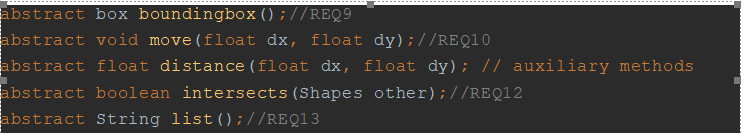 abstract box boundingbox();//REQ9
abstract void move(float dx, float dy);//REQ10
abstract float distance(float dx, float dy); // auxiliary methods
abstract boolean intersects(Shapes other);//REQ12
abstract String list();//REQ13